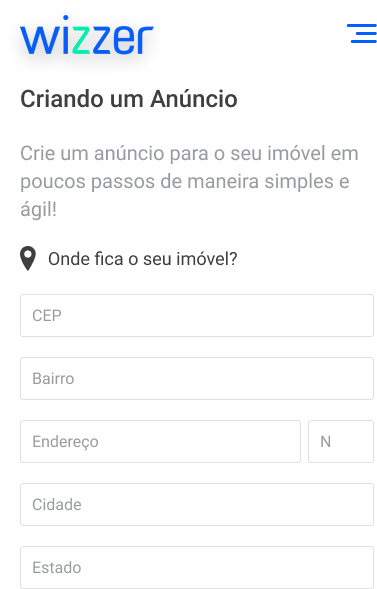 wizzer
Criando um Anúncio
Crie um anúncio para o seu imóvel em
poucos passos de maneira simples e
ágil!
Onde fica o seu imóvel?
CEP
Bairro
Endereço N
Cidade
Estado